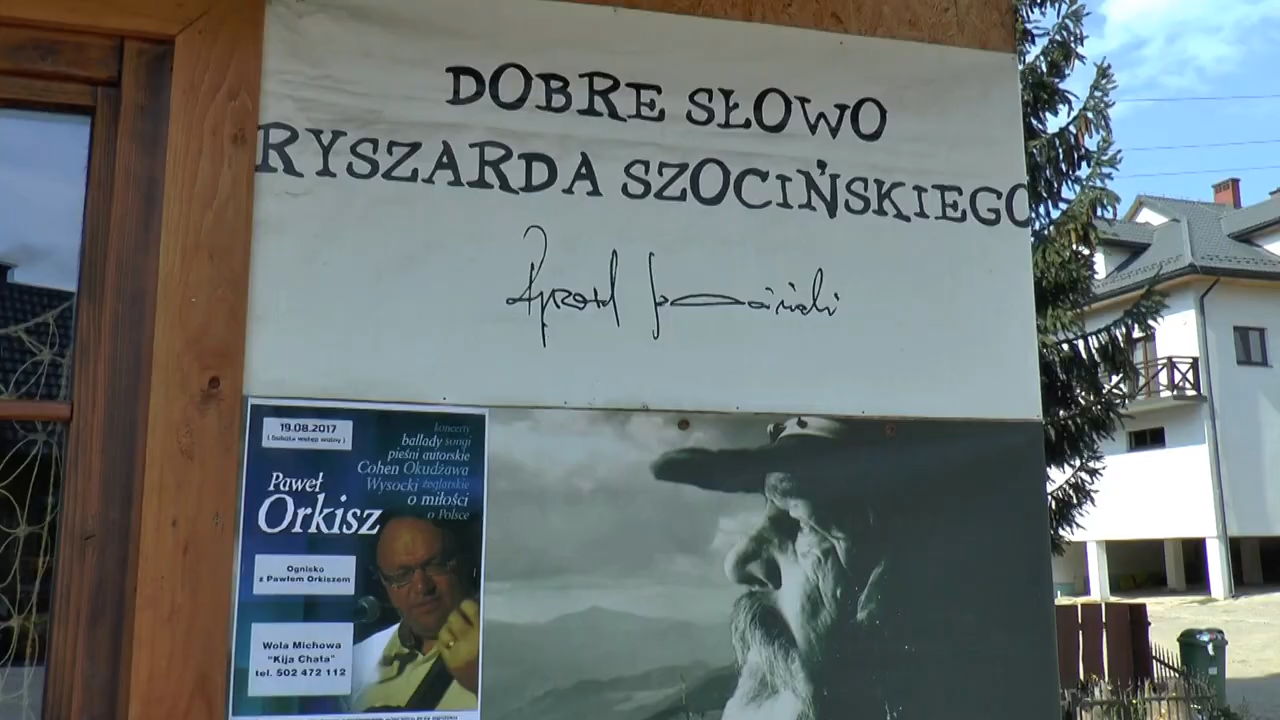 DOBRE SŁOWO
RYSZARDA SZOCIŃSKIEGO
19.08.2017
(Sobota wstęp wolny)
koncerty
ballady songi
pieśni autorskie
Cohen Okudżawa
Wysocki żeglarskie
o miłości
o Polsce
Paweł
Orkisz
Ognisko
z Pawłem Orkiszem
Wola Michowa
"Kija Chata"
tel. 502 472 112